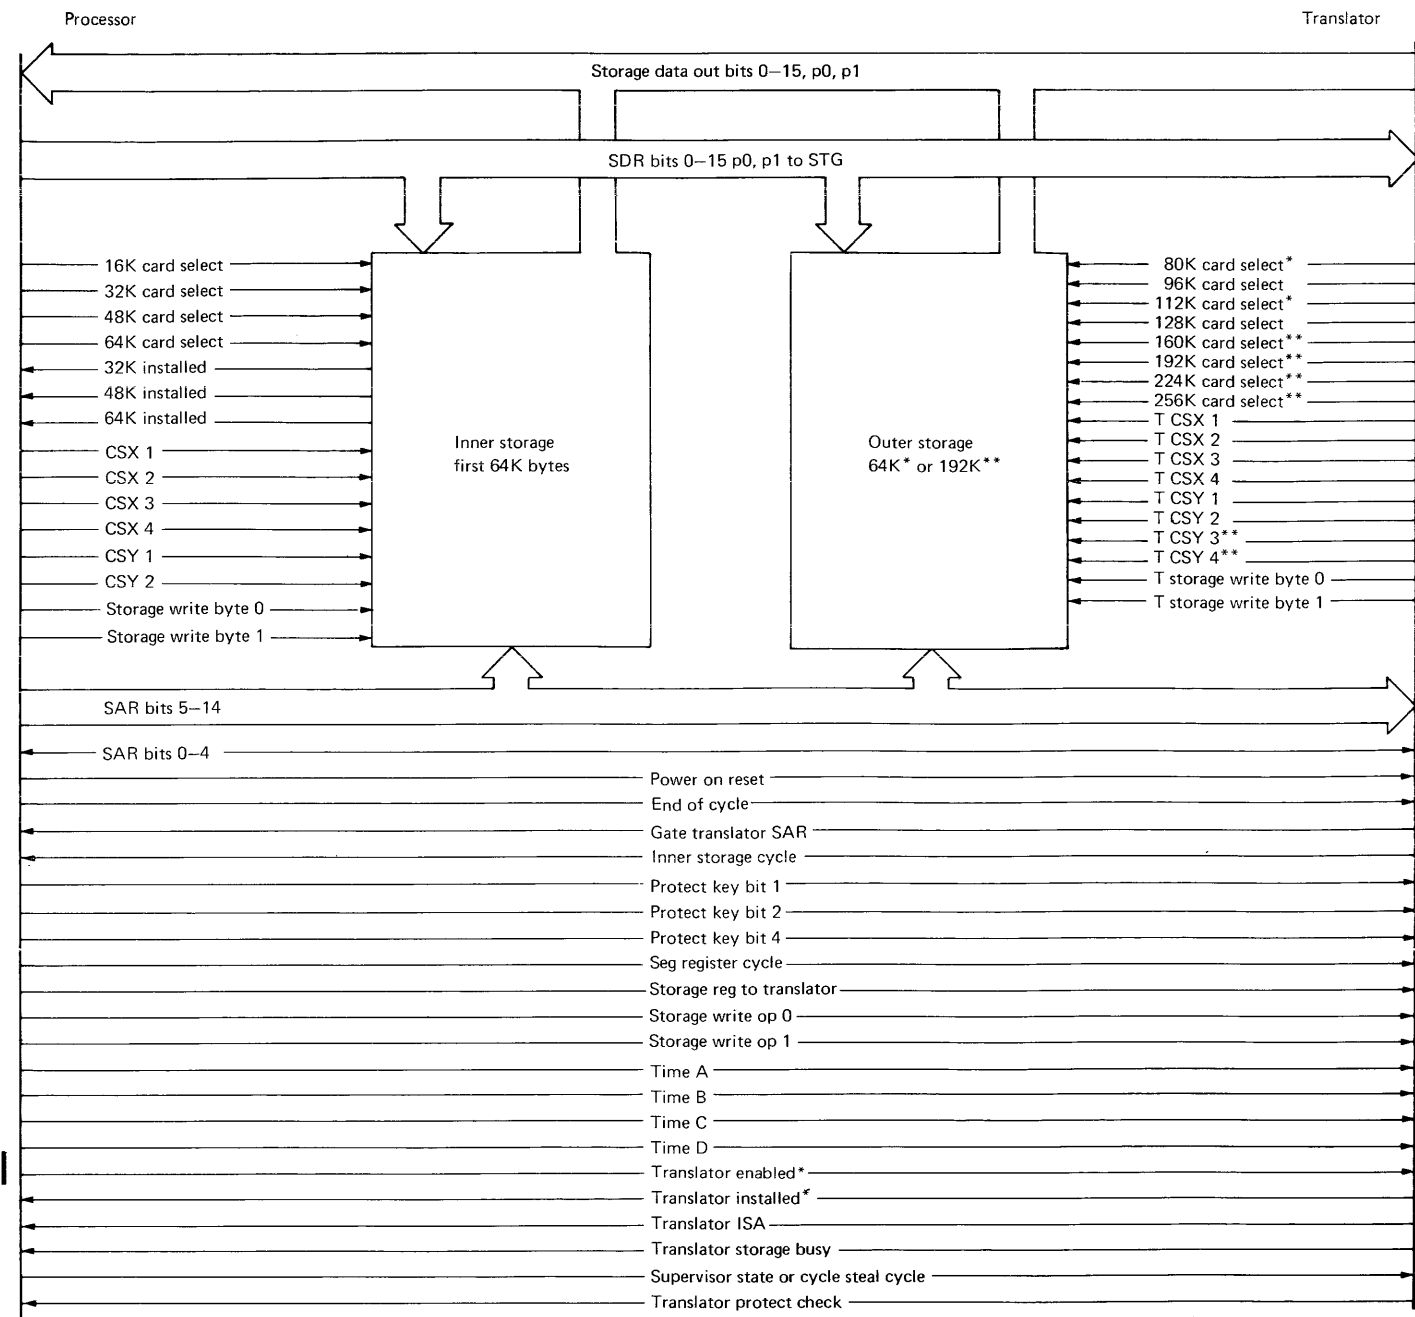 Processor
Translator
Storage data out bits 0–15, p0, p1
SDR bits 0–15 p0, p1 to STG
16K card select
32K card select
48K card select
64K card select
32K installed
48K installed
64K installed
CSX 1
CSX 2
CSX 3
CSX 4
CSY 1
CSY 2
Storage write byte 0
Storage write byte 1
Inner storage
first 64K bytes
Outer storage
64K* or 192K**
80K card select*
96K card select
112K card select*
128K card select
160K card select**
192K card select**
224K card select**
256K card select**
T CSX 1
T CSX 2
T CSX 3
T CSX 4
T CSY 1
T CSY 2
T CSY 3**
T CSY 4**
T storage write byte 0
T storage write byte 1
SAR bits 5–14
SAR bits 0–4
Power on reset
End of cycle
Gate translator SAR
Inner storage cycle
Protect key bit 1
Protect key bit 2
Protect key bit 4
Seg register cycle
Storage reg to translator
Storage write op 0
Storage write op 1
Time A
Time B
Time C
Time D
Translator enabled*
Translator installed*
Translator ISA
Translator storage busy
Supervisor state or cycle steal cycle
Translator protect check